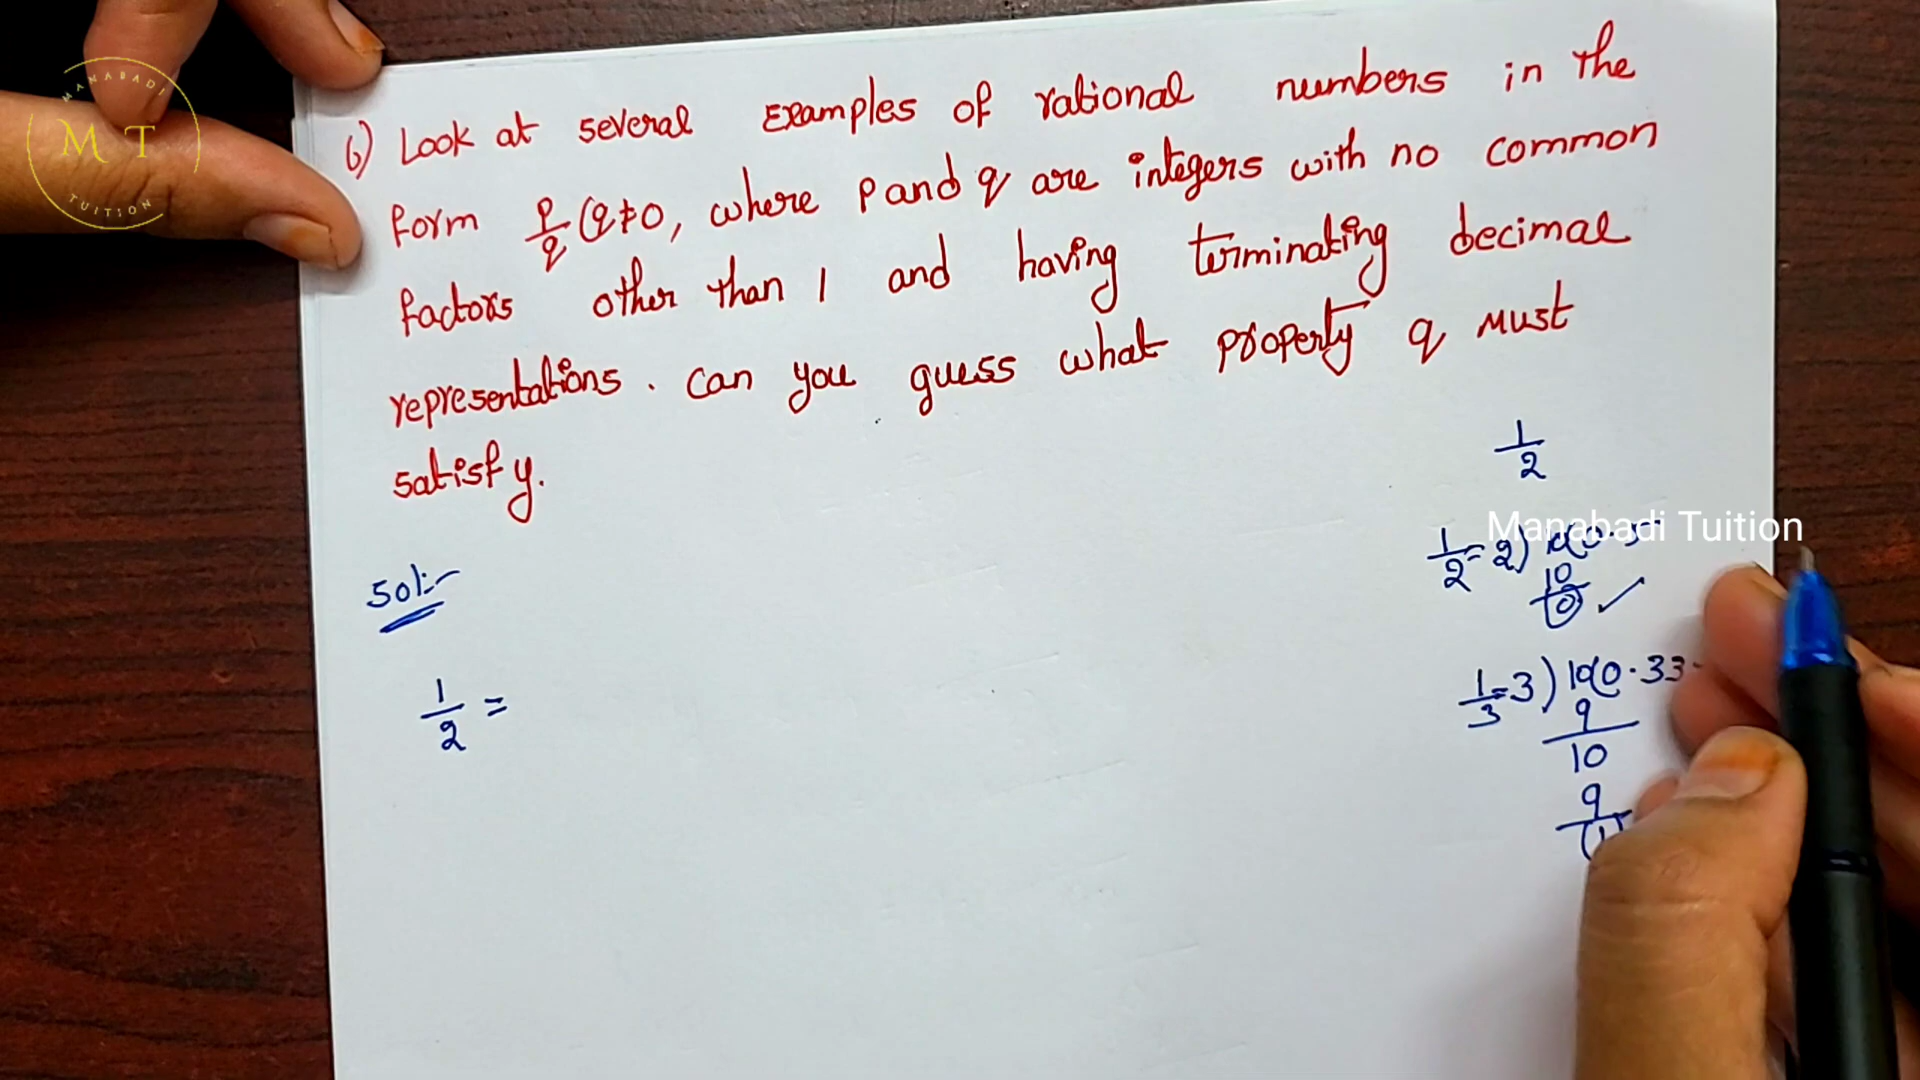 MANABADI
MT
TUITION
6) Look at several Examples of rational numbers in the
form p/q (q≠0, where p and q are integers with no common
factors other than 1 and having terminating decimal
representations. can you guess what property q must
satisfy.
1/2
Manabadi Tuition
1/2 = 2) 10(0.5
10
0 ✓
Sol:-
1/3 = 3) 10(0.33-
9
10
9
1
1/2 =